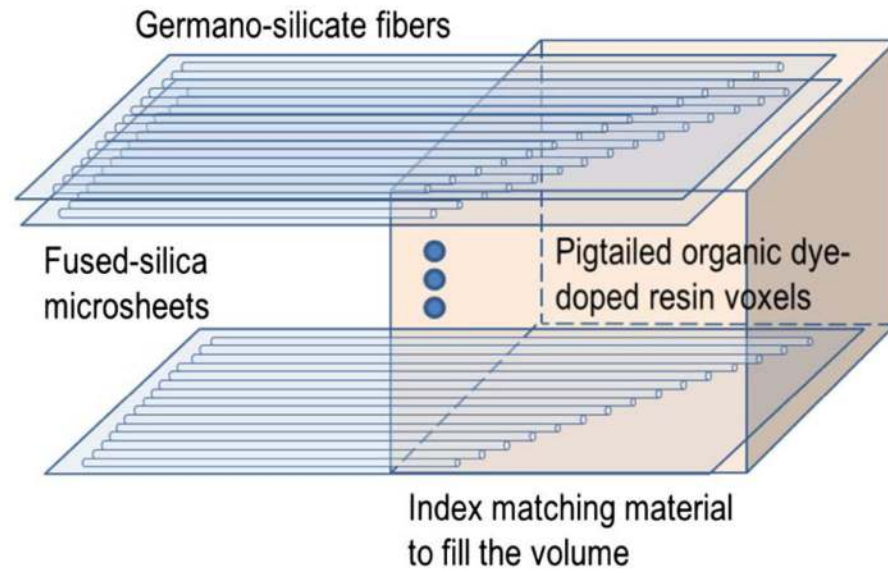 Germano-silicate fibers
Fused-silica
microsheets
Pigtailed organic dye-
doped resin voxels
Index matching material
to fill the volume